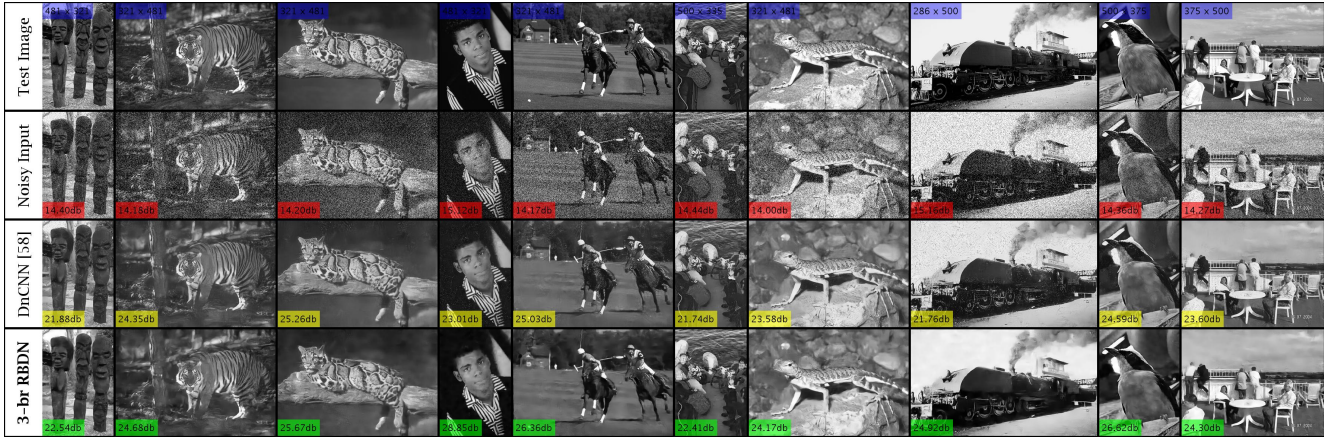 Test Image
481 x 321
321 x 481
321 x 481
321 x 481
500 x 335
321 x 481
286 x 500
500 x 375
375 x 500
Noisy Input
14.40db
14.18db
14.20db
15.12db
14.17db
14.44db
14.00db
15.16db
14.36db
14.27db
DnCNN [58]
21.88db
24.35db
25.26db
23.01db
25.03db
21.74db
23.58db
21.76db
24.59db
23.60db
3-br RBDN
22.54db
24.68db
25.67db
28.85db
26.36db
22.41db
24.17db
24.92db
26.62db
24.30db